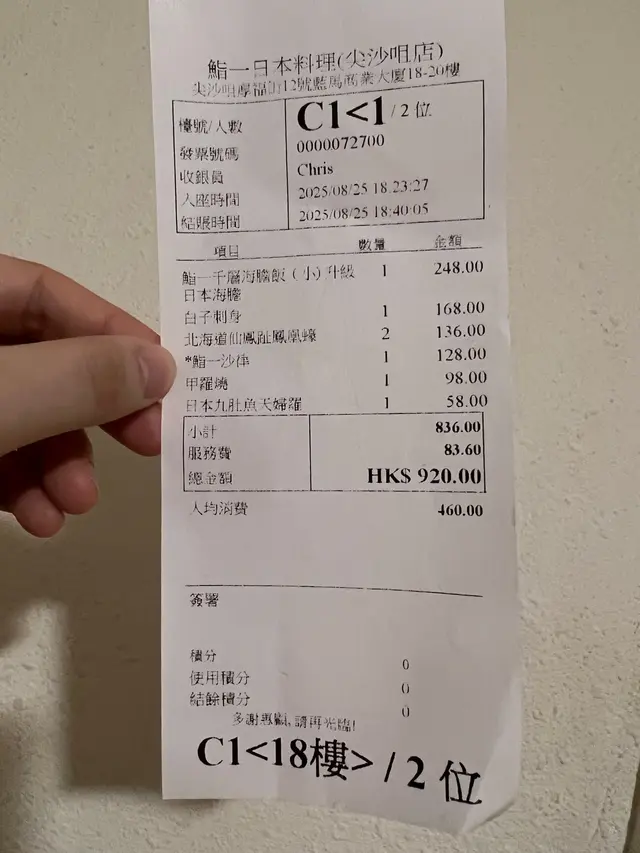 鮨一日本料理(尖沙咀店)
尖沙咀厚福街12號藍馬商業大廈18-20樓
檯號/人數 C1<1 / 2 位
發票號碼 0000072700
收銀員 Chris
入座時間 2025/08/25 18:23:27
結賬時間 2025/08/25 18:40:05
項目 數量 金額
鮨一千層海膽飯（小）升級 1 248.00
日本海膽
白子刺身 1 168.00
北海道仙鳳趾鳳凰蠔 2 136.00
*鮨一沙律 1 128.00
甲羅燒 1 98.00
日本九肚魚天婦羅 1 58.00
小計 836.00
服務費 83.60
總金額 HK$ 920.00
人均消費 460.00
簽署
積分 0
使用積分 0
結餘積分 0
多謝惠顧, 請再光臨!
C1<18樓> / 2 位